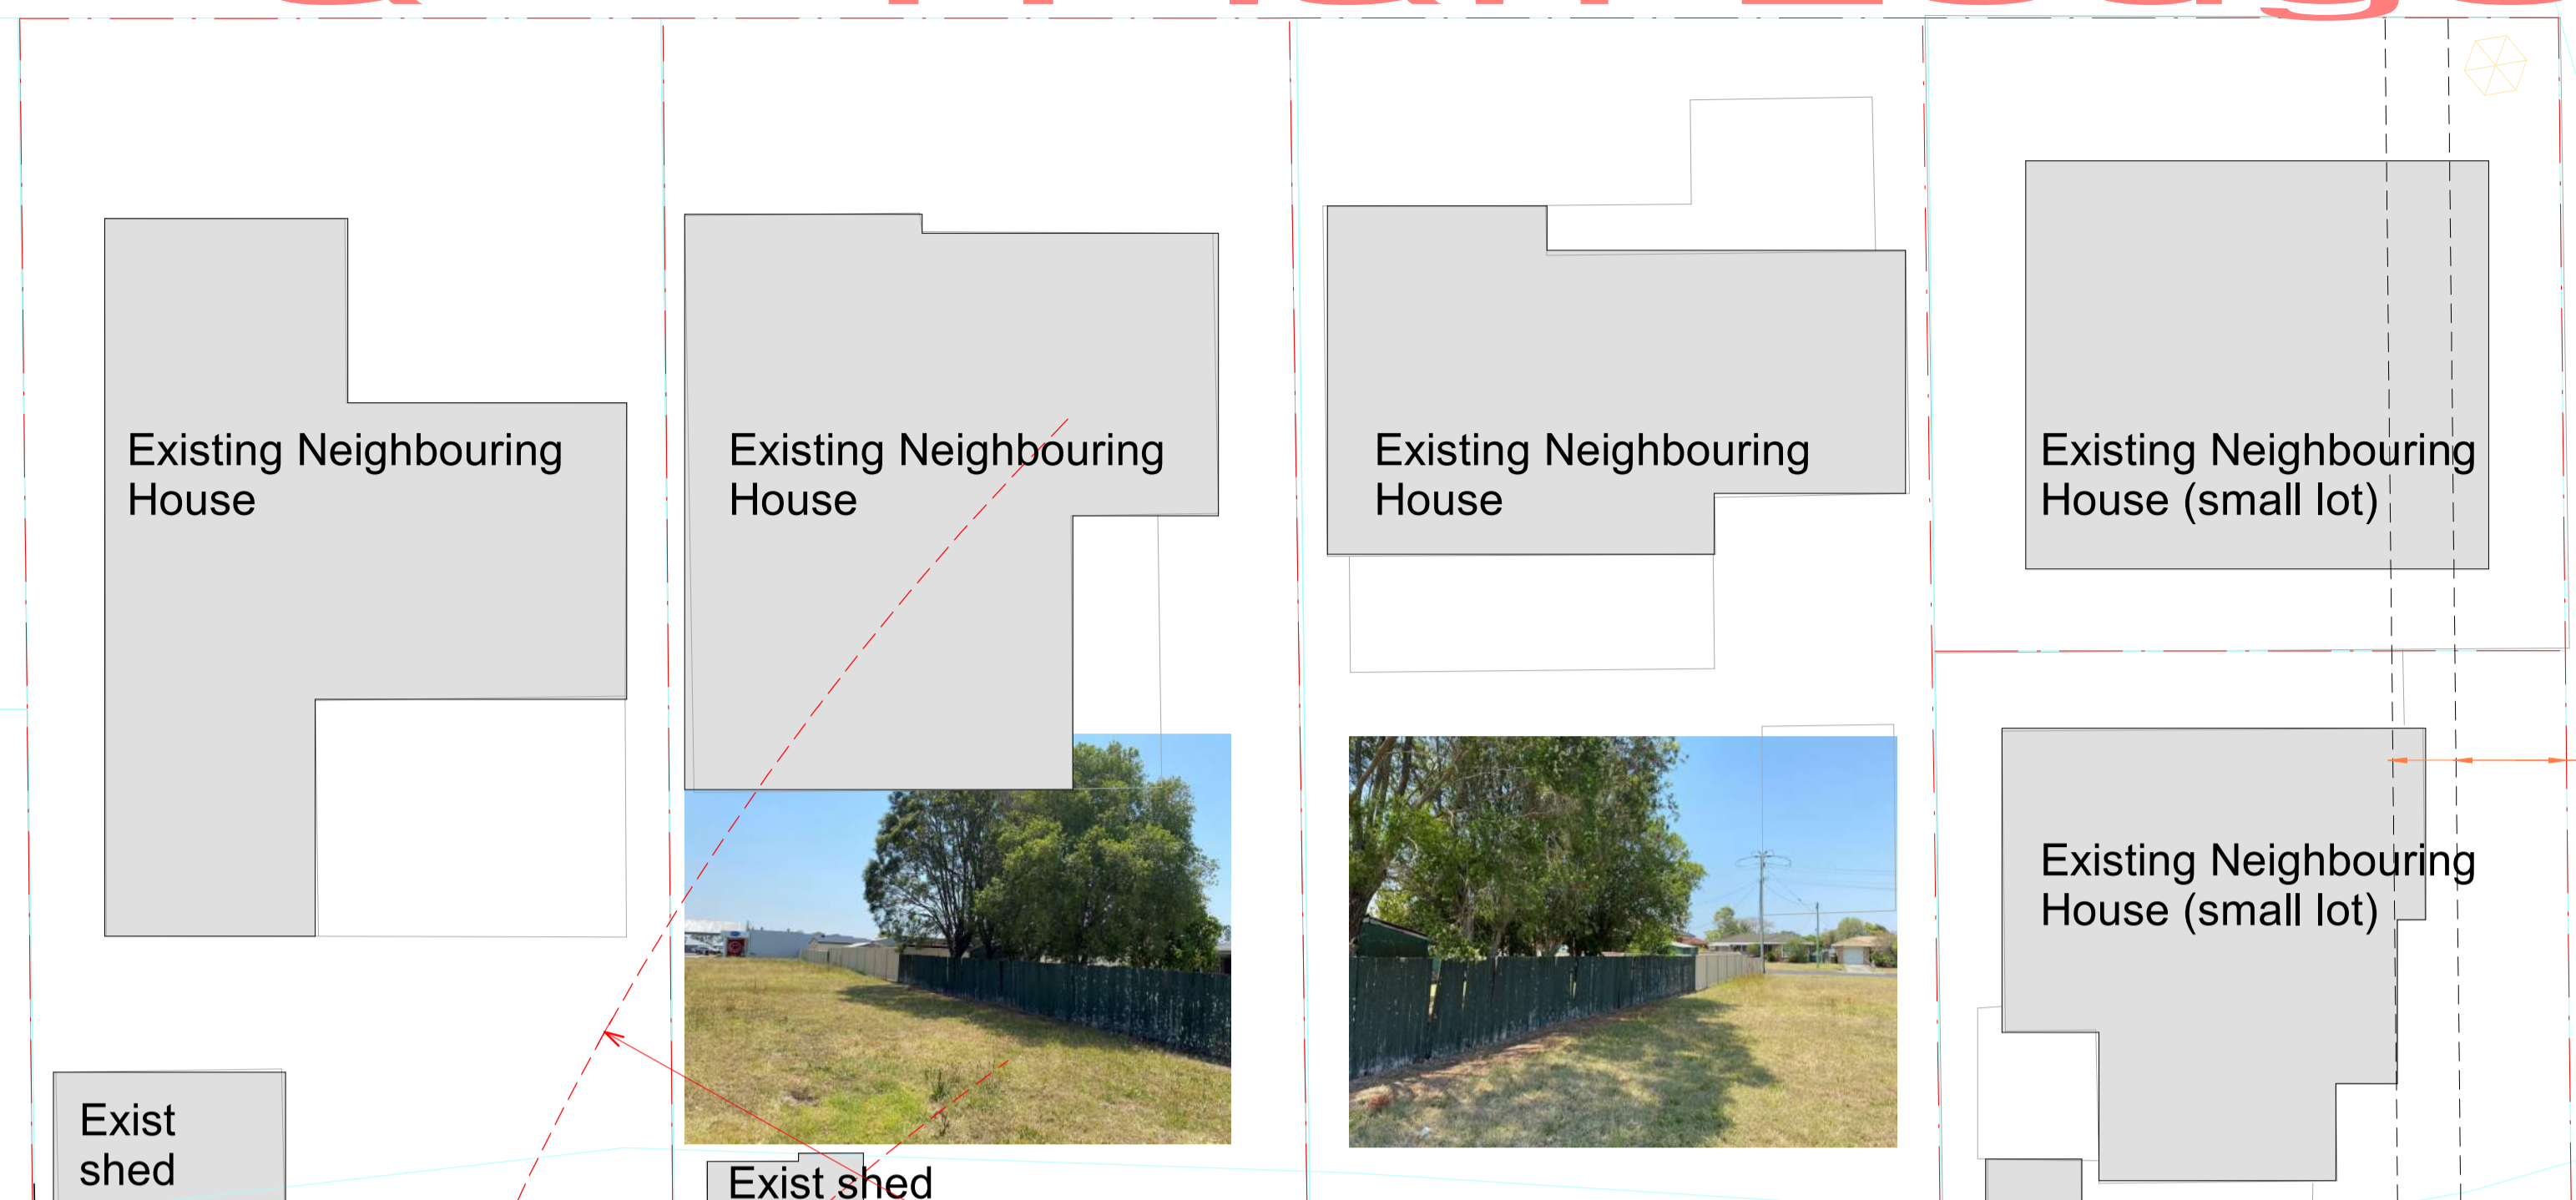 Existing Neighbouring
House
Existing Neighbouring
House
Existing Neighbouring
House
Existing Neighbouring
House (small lot)
Existing Neighbouring
House (small lot)
Exist
shed
Exist shed